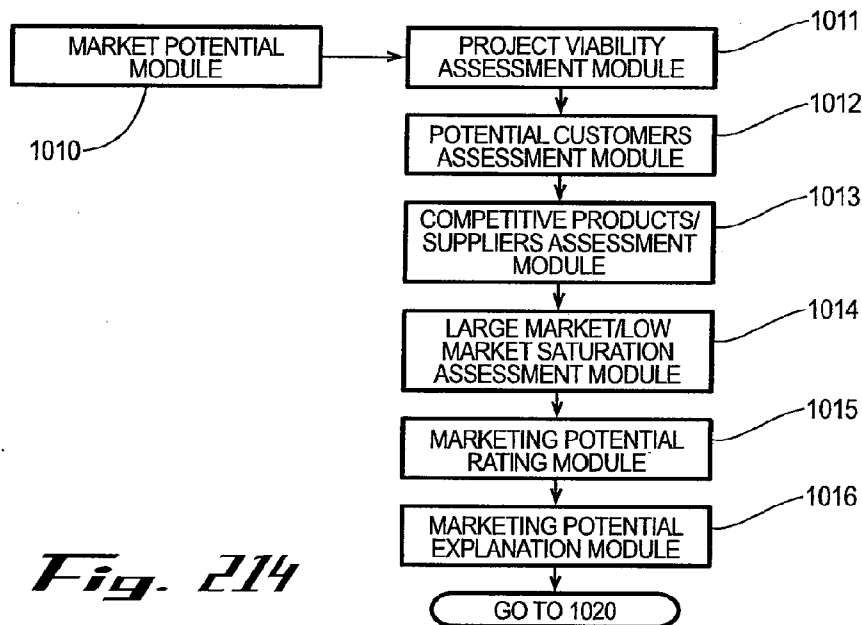 MARKET POTENTIAL
MODULE
1010
PROJECT VIABILITY
ASSESSMENT MODULE
1011
POTENTIAL CUSTOMERS
ASSESSMENT MODULE
1012
COMPETITIVE PRODUCTS/
SUPPLIERS ASSESSMENT
MODULE
1013
LARGE MARKET/LOW
MARKET SATURATION
ASSESSMENT MODULE
1014
MARKETING POTENTIAL
RATING MODULE
1015
MARKETING POTENTIAL
EXPLANATION MODULE
1016
GO TO 1020
Fig. 214